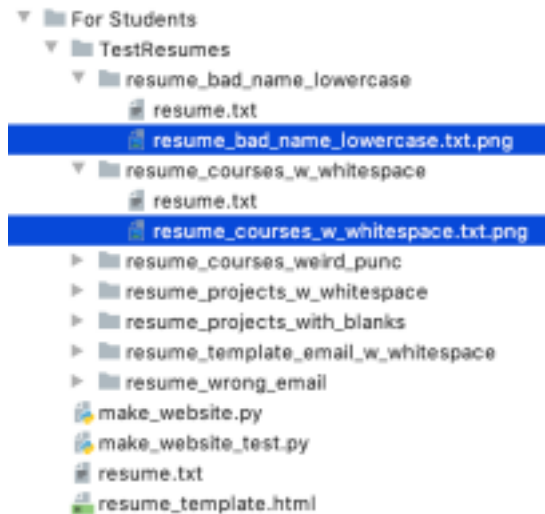 For Students
TestResumes
resume_bad_name_lowercase
resume.txt
resume_bad_name_lowercase.txt.png
resume_courses_w_whitespace
resume.txt
resume_courses_w_whitespace.txt.png
resume_courses_weird_punc
resume_projects_w_whitespace
resume_projects_with_blanks
resume_template_email_w_whitespace
resume_wrong_email
make_website.py
make_website_test.py
resume.txt
resume_template.html